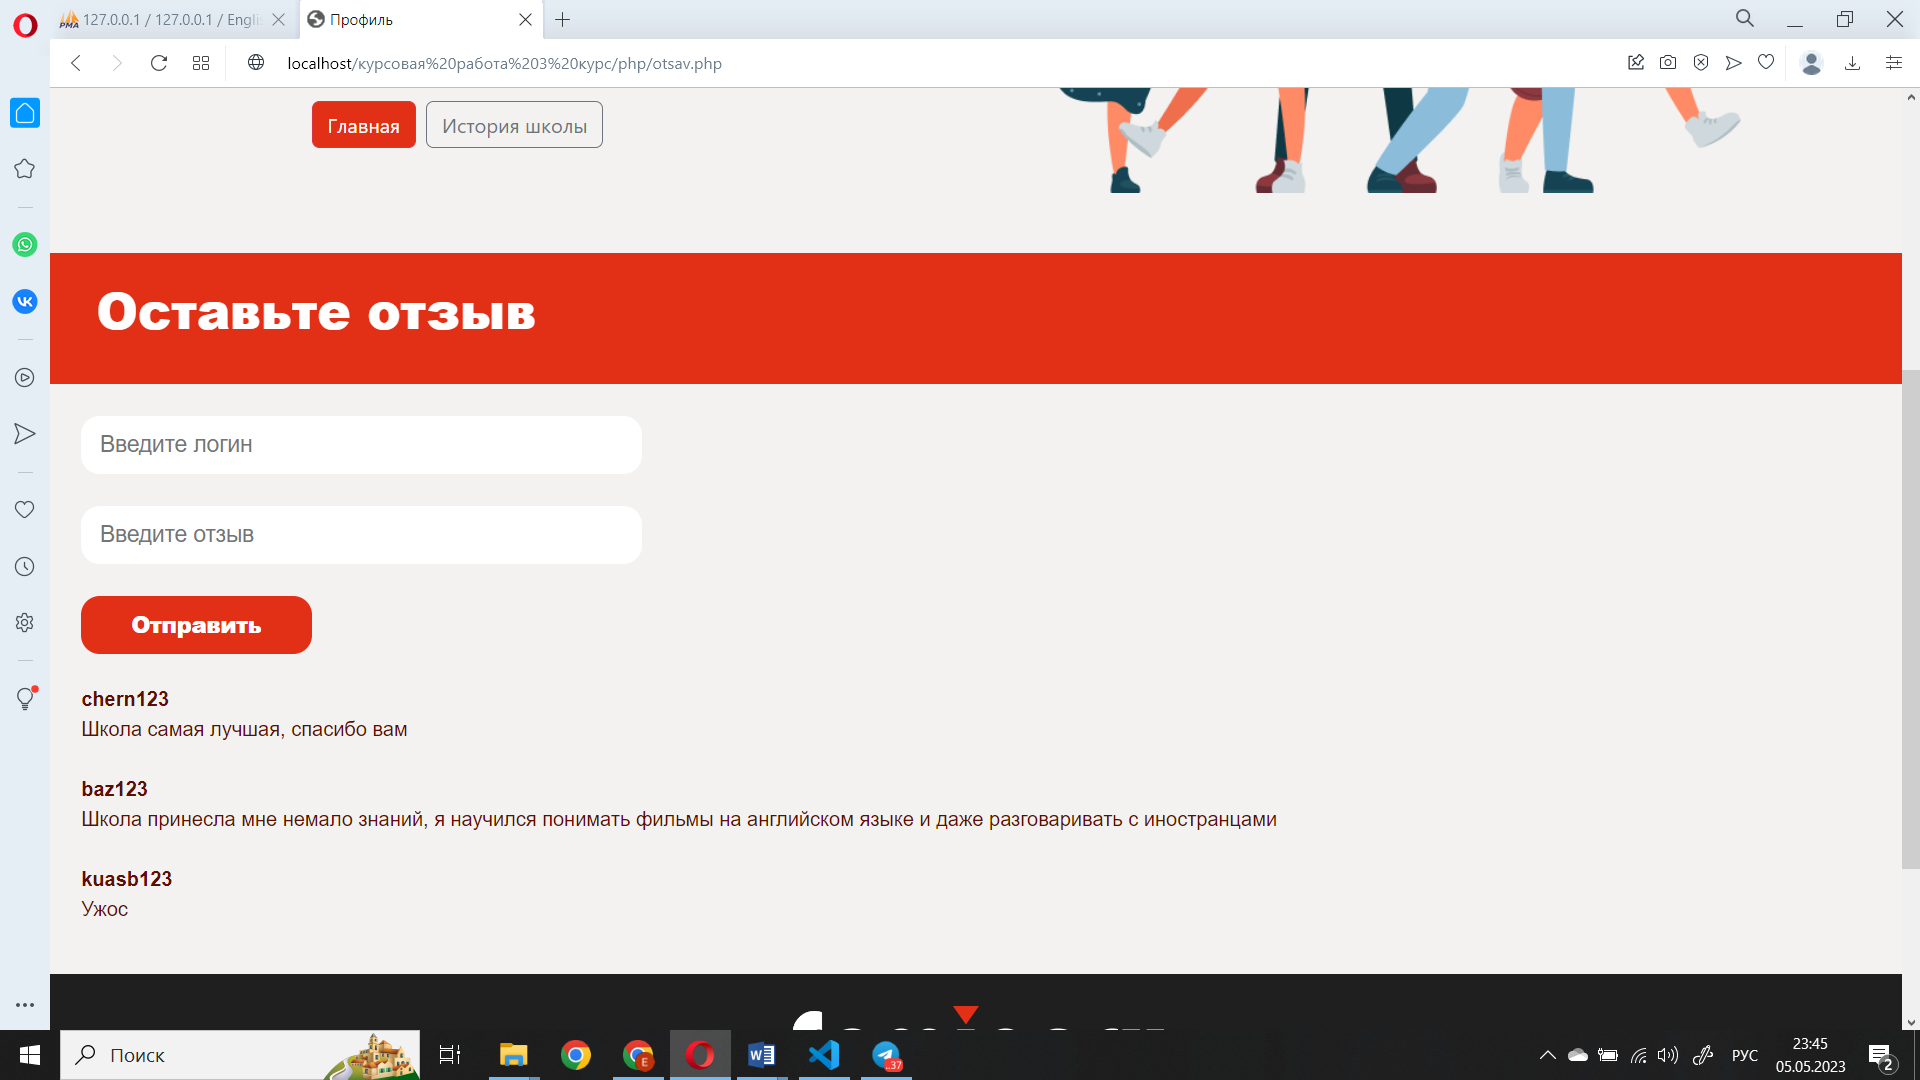 127.0.0.1 / 127.0.0.1 / Englis
Профиль
localhost/курсовая%20работа%203%20курс/php/otsav.php
Главная
История школы
Оставьте отзыв
Введите логин
Введите отзыв
Отправить
chern123
Школа самая лучшая, спасибо вам
baz123
Школа принесла мне немало знаний, я научился понимать фильмы на английском языке и даже разговаривать с иностранцами
kuasb123
Ужос
Поиск
РУС
23:45
05.05.2023
2